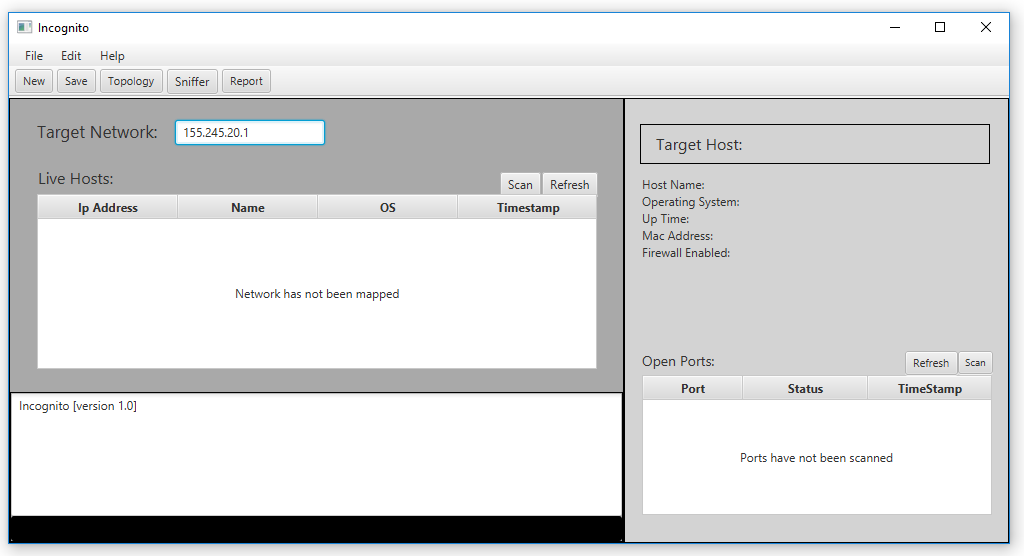 Incognito
File Edit Help
New Save Topology Sniffer Report
Target Network: 155.245.20.1
Live Hosts:
Scan Refresh
Ip Address Name OS Timestamp
Network has not been mapped
Incognito [version 1.0]
Target Host:
Host Name:
Operating System:
Up Time:
Mac Address:
Firewall Enabled:
Open Ports:
Refresh Scan
Port Status TimeStamp
Ports have not been scanned